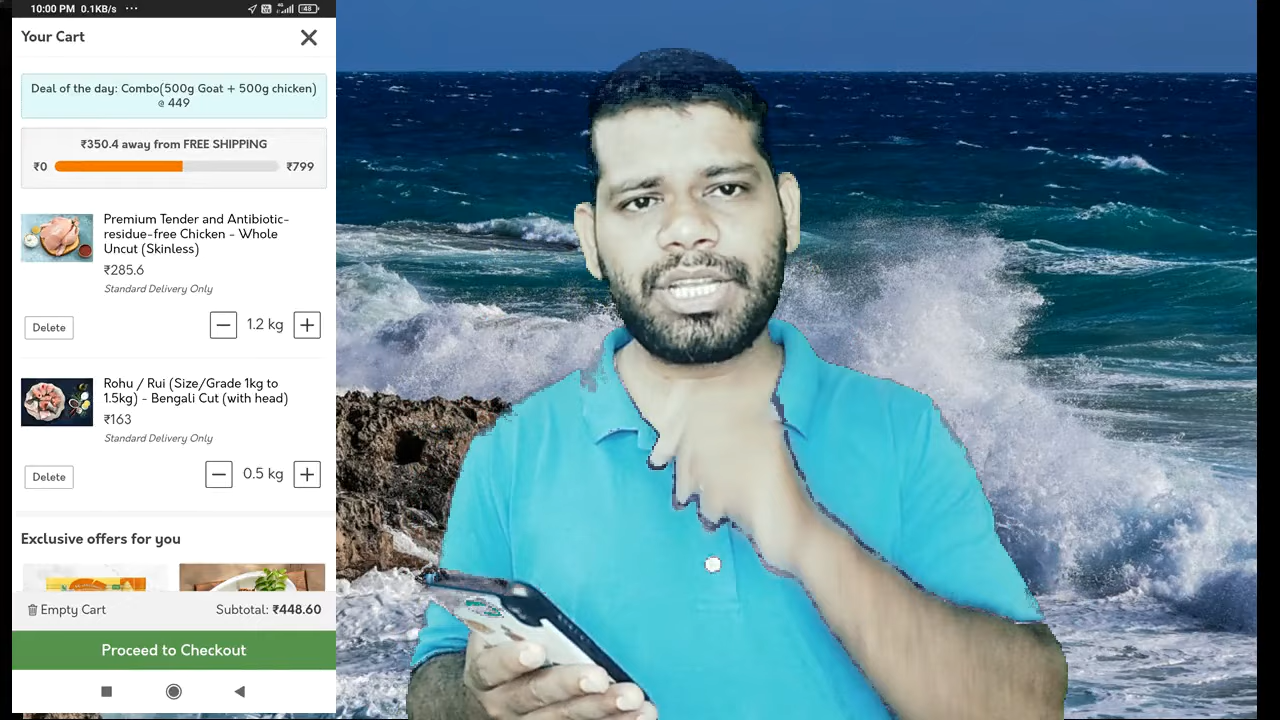 10:00 PM 0.1KB/s ···
4G
48
Your Cart
Deal of the day: Combo(500g Goat + 500g chicken)
@ 449
₹350.4 away from FREE SHIPPING
₹0 ₹799
Premium Tender and Antibiotic-
residue-free Chicken - Whole
Uncut (Skinless)
₹285.6
Standard Delivery Only
Delete 1.2 kg
Rohu / Rui (Size/Grade 1kg to
1.5kg) - Bengali Cut (with head)
₹163
Standard Delivery Only
Delete 0.5 kg
Exclusive offers for you
Empty Cart Subtotal: ₹448.60
Proceed to Checkout